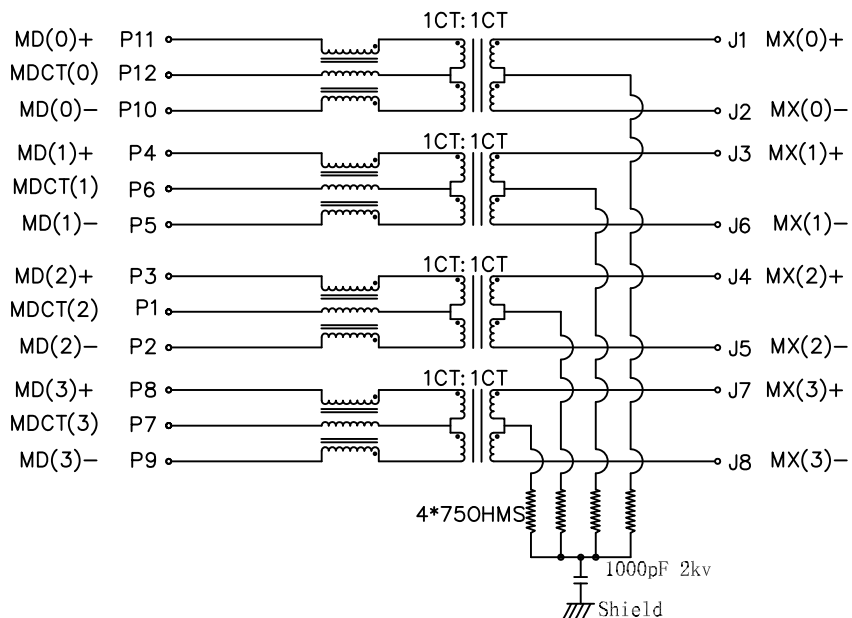 1CT:1CT
MD(0)+ P11 J1 MX(0)+
MDCT(0) P12
MD(0)− P10 J2 MX(0)−
1CT:1CT
MD(1)+ P4 J3 MX(1)+
MDCT(1) P6
MD(1)− P5 J6 MX(1)−
1CT:1CT
MD(2)+ P3 J4 MX(2)+
MDCT(2) P1
MD(2)− P2 J5 MX(2)−
1CT:1CT
MD(3)+ P8 J7 MX(3)+
MDCT(3) P7
MD(3)− P9 J8 MX(3)−
4*75OHMS
1000pF 2kv
Shield